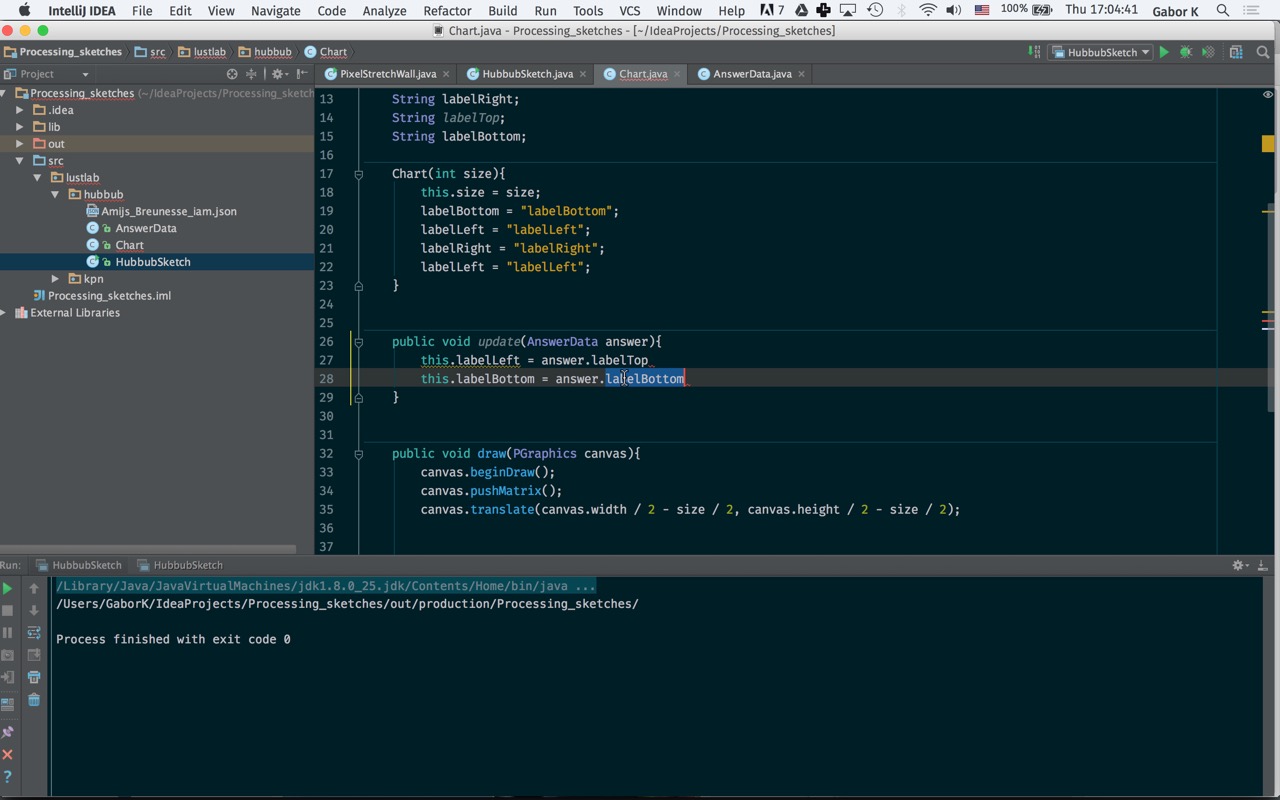 IntelliJ IDEA File Edit View Navigate Code Analyze Refactor Build Run Tools VCS Window Help 7 100% Thu 17:04:41 Gabor K
Chart.java - Processing_sketches - [~/IdeaProjects/Processing_sketches]
Processing_sketches src lustlab hubbub Chart HubbubSketch
Project PixelStretchWall.java HubbubSketch.java Chart.java AnswerData.java
Processing_sketches (~/IdeaProjects/Processing_sketch
.idea
lib
out
src
lustlab
hubbub
Amijs_Breunesse_iam.json
AnswerData
Chart
HubbubSketch
kpn
Processing_sketches.iml
External Libraries
13 String labelRight;
14 String labelTop;
15 String labelBottom;
16
17 Chart(int size){
18 this.size = size;
19 labelBottom = "labelBottom";
20 labelLeft = "labelLeft";
21 labelRight = "labelRight";
22 labelLeft = "labelLeft";
23 }
24
25
26 public void update(AnswerData answer){
27 this.labelLeft = answer.labelTop
28 this.labelBottom = answer.labelBottom
29 }
30
31
32 public void draw(PGraphics canvas){
33 canvas.beginDraw();
34 canvas.pushMatrix();
35 canvas.translate(canvas.width / 2 - size / 2, canvas.height / 2 - size / 2);
36
37
Run: HubbubSketch HubbubSketch
/Library/Java/JavaVirtualMachines/jdk1.8.0_25.jdk/Contents/Home/bin/java ...
/Users/GaborK/IdeaProjects/Processing_sketches/out/production/Processing_sketches/
Process finished with exit code 0